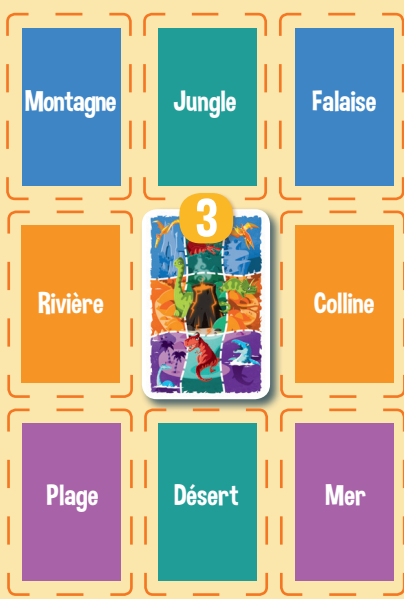 Montagne
Jungle
Falaise
3
Rivière
Colline
Plage
Désert
Mer